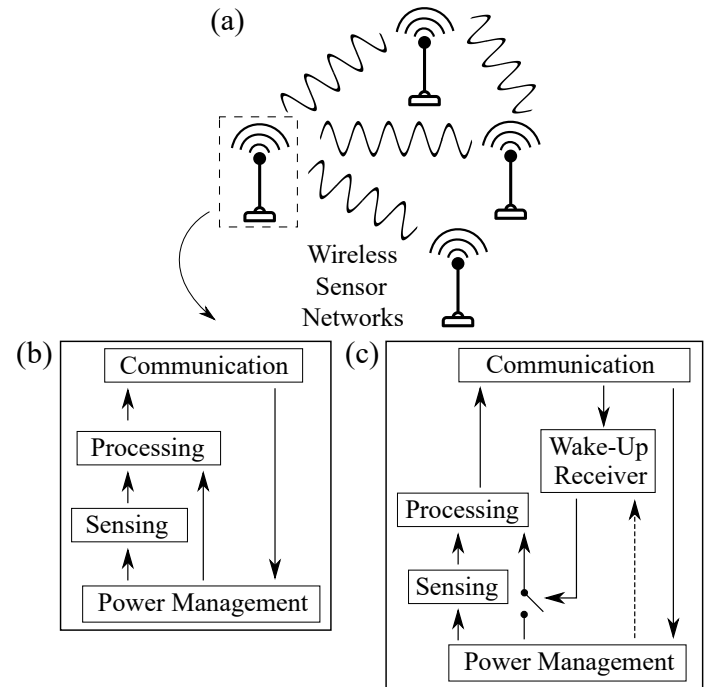 (a)
Wireless
Sensor
Networks
(b)
Communication
Processing
Sensing
Power Management
(c)
Communication
Wake-Up
Receiver
Processing
Sensing
Power Management